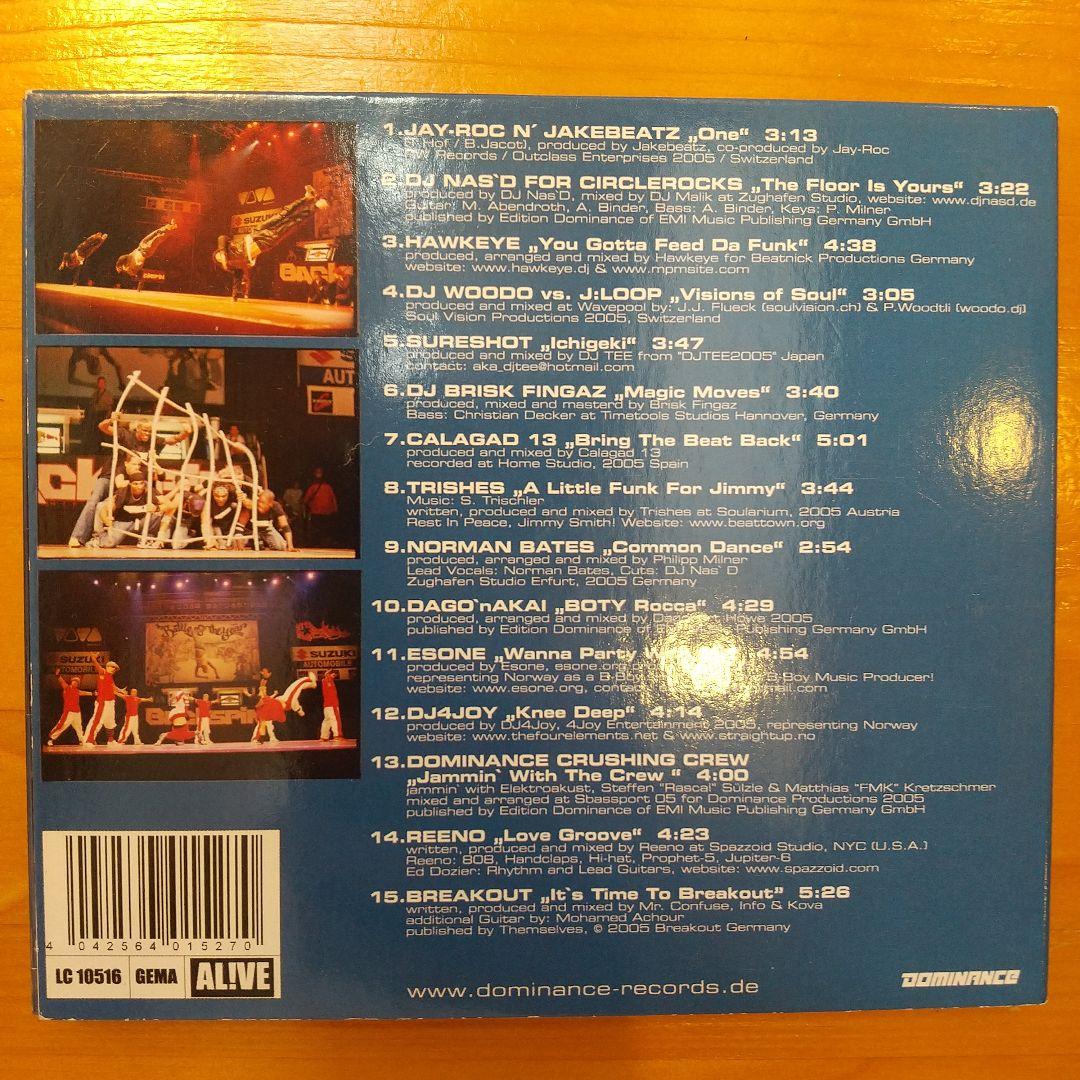 1.JAY-ROC N´ JAKEBEATZ „One“ 3:13
Hof / B.Jacot), produced by Jakebeatz, co-produced by Jay-Roc
Records / Outclass Enterprises 2005 / Switzerland
2.DJ NAS`D FOR CIRCLEROCKS „The Floor Is Yours“ 3:22
produced by DJ Nas`D, mixed by DJ Malik at Zughafen Studio, website: www.djnasd.de
Guitar: M. Abendroth, A. Binder, Bass: A. Binder, Keys: P. Milner
published by Edition Dominance of EMI Music Publishing Germany GmbH
3.HAWKEYE „You Gotta Feed Da Funk“ 4:38
produced, arranged and mixed by Hawkeye for Beatnick Productions Germany
website: www.hawkeye.dj & www.mpmsite.com
4.DJ WOODO vs. J:LOOP „Visions of Soul“ 3:05
produced and mixed at Wavepool by: J.J. Flueck (soulvision.ch) & P.Woodtli (woodo.dj)
Soul Vision Productions 2005, Switzerland
5.SURESHOT „Ichigeki“ 3:47
produced and mixed by DJ TEE from "DJTEE2005" Japan
contact: aka_djtee@hotmail.com
6.DJ BRISK FINGAZ „Magic Moves“ 3:40
produced, mixed and masterd by Brisk Fingaz
Bass: Christian Decker at Timetools Studios Hannover, Germany
7.CALAGAD 13 „Bring The Beat Back“ 5:01
produced and mixed by Calagad 13
recorded at Home Studio, 2005 Spain
8.TRISHES „A Little Funk For Jimmy“ 3:44
Music: S. Trischler
written, produced and mixed by Trishes at Soularium, 2005 Austria
Rest In Peace, Jimmy Smith! Website: www.beattown.org
9.NORMAN BATES „Common Dance“ 2:54
produced, arranged and mixed by Philipp Milner
Lead Vocals: Norman Bates, Cuts: DJ Nas`D
Zughafen Studio Erfurt, 2005 Germany
10.DAGO`nAKAI „BOTY Rocca“ 4:29
produced, arranged and mixed by Howe 2005
published by Edition Dominance of EMI Music Publishing Germany GmbH
11.ESONE „Wanna Party 4:54
produced by Esone, esone.org
representing Norway as a B-Boy B-Boy Music Producer!
website: www.esone.org,
12.DJ4JOY „Knee Deep“ 4:14
produced by DJ4Joy, 4Joy Entertainment 2005, representing Norway
website: www.thefourelements.net & www.straightup.no
13.DOMINANCE CRUSHING CREW
„Jammin` With The Crew “ 4:00
jammin` with Elektroakust, Steffen "Rascal" Sülzle & Matthias "FMK" Kretzschmer
mixed and arranged at Sbassport 05 for Dominance Productions 2005
published by Edition Dominance of EMI Music Publishing Germany GmbH
14.REENO „Love Groove“ 4:23
written, produced and mixed by Reeno at Spazzoid Studio, NYC (U.S.A.)
Reeno: 808, Handclaps, Hi-hat, Prophet-5, Jupiter-6
Ed Dozier: Rhythm and Lead Guitars, website: www.spazzoid.com
15.BREAKOUT „It`s Time To Breakout” 5:26
written, produced and mixed by Mr. Confuse, Info & Kova
additional Guitar by: Mohamed Achour
published by Themselves, © 2005 Breakout Germany
4 042564 015270
LC 10516 GEMA AL!VE
www.dominance-records.de
DOMINANCE
SUZUKI
AUTOMOBILE